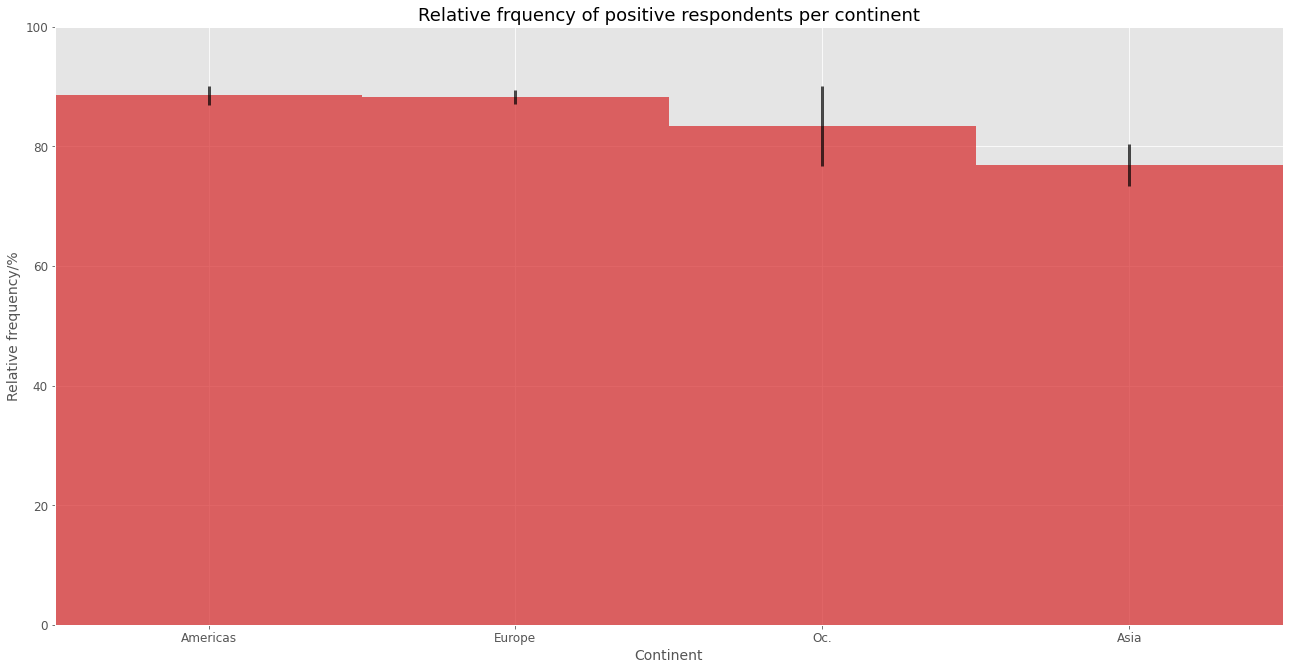 Relative frquency of positive respondents per continent
Relative frequency/%
100
80
60
40
20
0
Americas Europe Oc. Asia
Continent